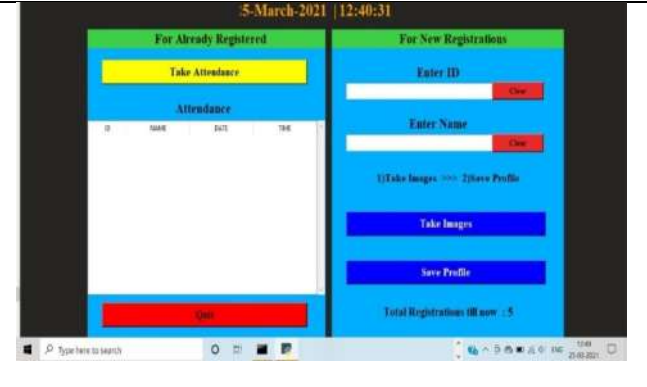 :5-March-2021 | 12:40:31
For Already Registered
Take Attendance
Attendance
ID NAME DATE TIME
Quit
For New Registrations
Enter ID
Clear
Enter Name
Clear
1)Take Images >>> 2)Save Profile
Take Images
Save Profile
Total Registrations till now : 5
Type here to search
ENG